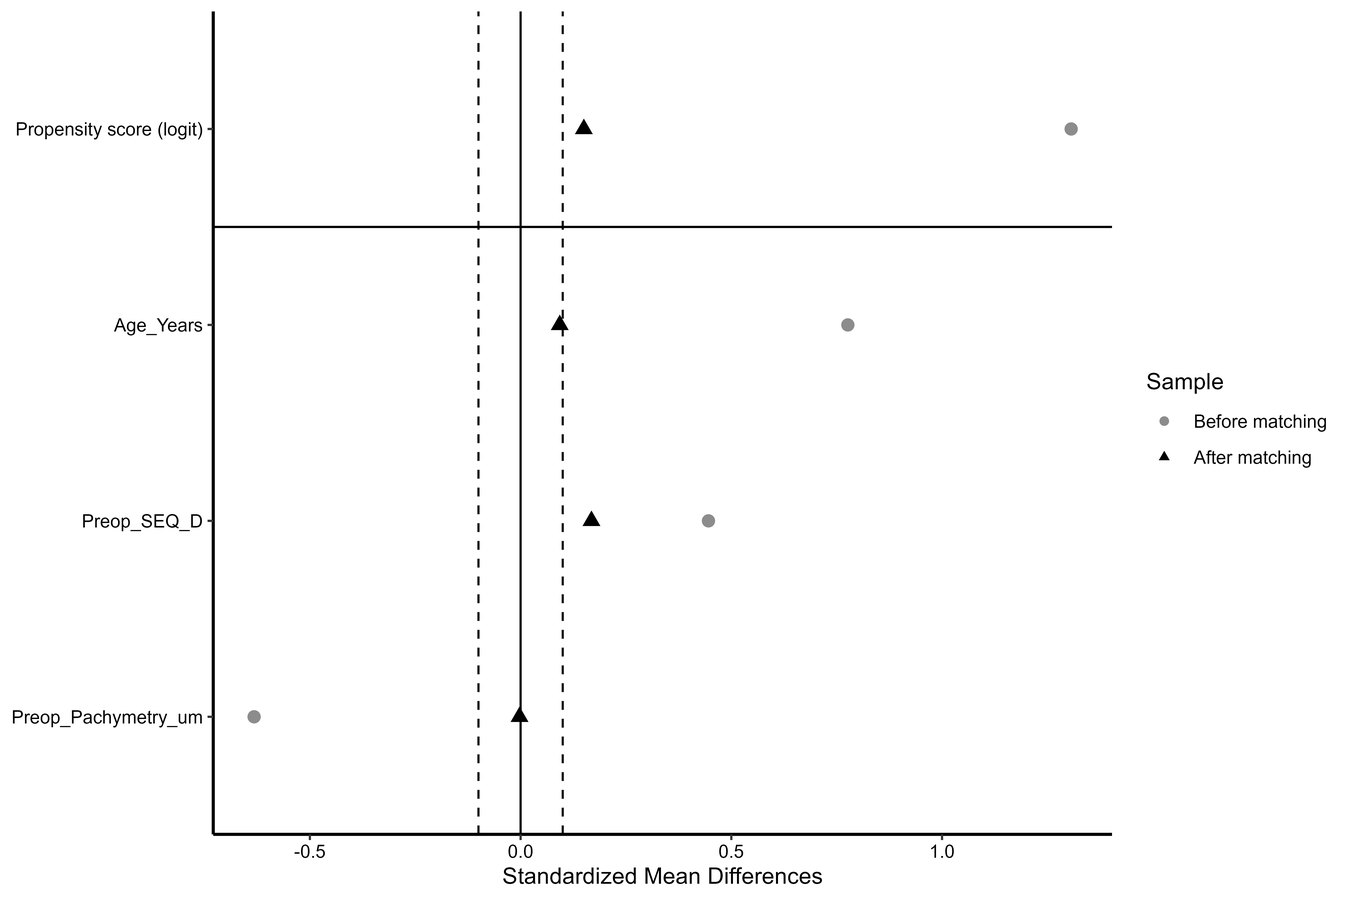 Propensity score (logit)
Age_Years
Preop_SEQ_D
Preop_Pachymetry_um
-0.5
0.0
0.5
1.0
Standardized Mean Differences
Sample
Before matching
After matching